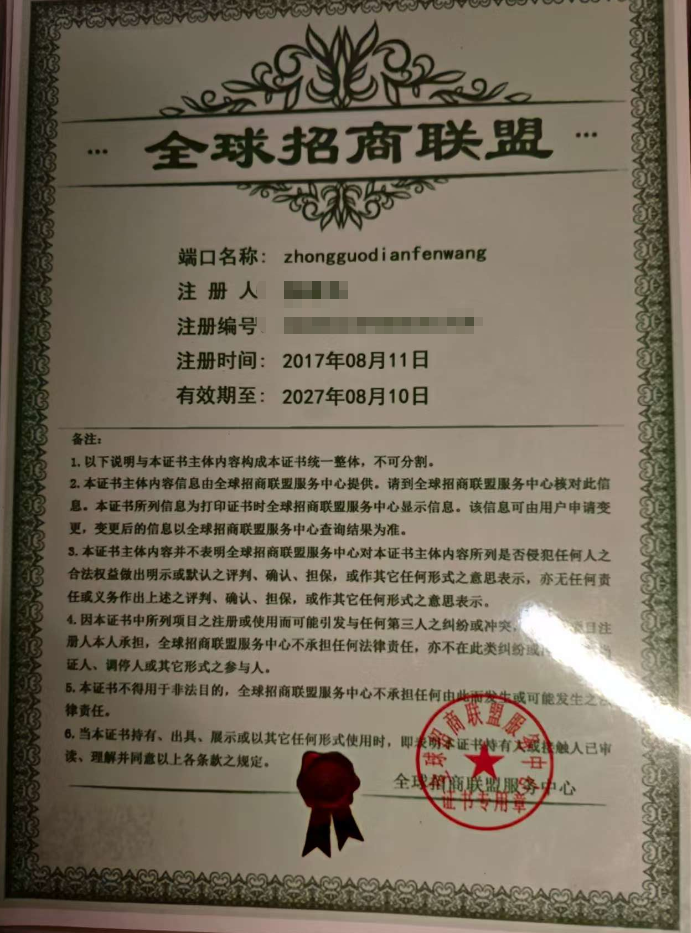 全球招商联盟
端口名称：zhongguodianfenwang
注 册 人
注册编号
注册时间：2017年08月11日
有效期至：2027年08月10日
备注：
1.以下说明与本证书主体内容构成本证书统一整体，不可分割。
2.本证书主体内容信息由全球招商联盟服务中心提供。请到全球招商联盟服务中心核对此信
息。本证书所列信息为打印证书时全球招商联盟服务中心显示信息。该信息可由用户申请变
更，变更后的信息以全球招商联盟服务中心查询结果为准。
3.本证书主体内容并不表明全球招商联盟服务中心对本证书主体内容所列是否侵犯任何人之
合法权益做出明示或默认之评判、确认、担保，或作其它任何形式之意思表示，亦无任何责
任或义务作出上述之评判、确认、担保，或作其它任何形式之意思表示。
4.因本证书中所列项目之注册或使用而可能引发与任何第三人之纠纷或冲突，项目注
册人本人承担，全球招商联盟服务中心不承担任何法律责任，亦不在此类纠纷或当
证人、调停人或其它形式之参与人。
5.本证书不得用于非法目的，全球招商联盟服务中心不承担任何由此而发生或可能发生之
律责任。
6.当本证书持有、出具、展示或以其它任何形式使用时，即表明本证书持有人或接触人已审
读、理解并同意以上各条款之规定。
全球招商联盟服务中心
全球招商联盟服务中心
证书专用章